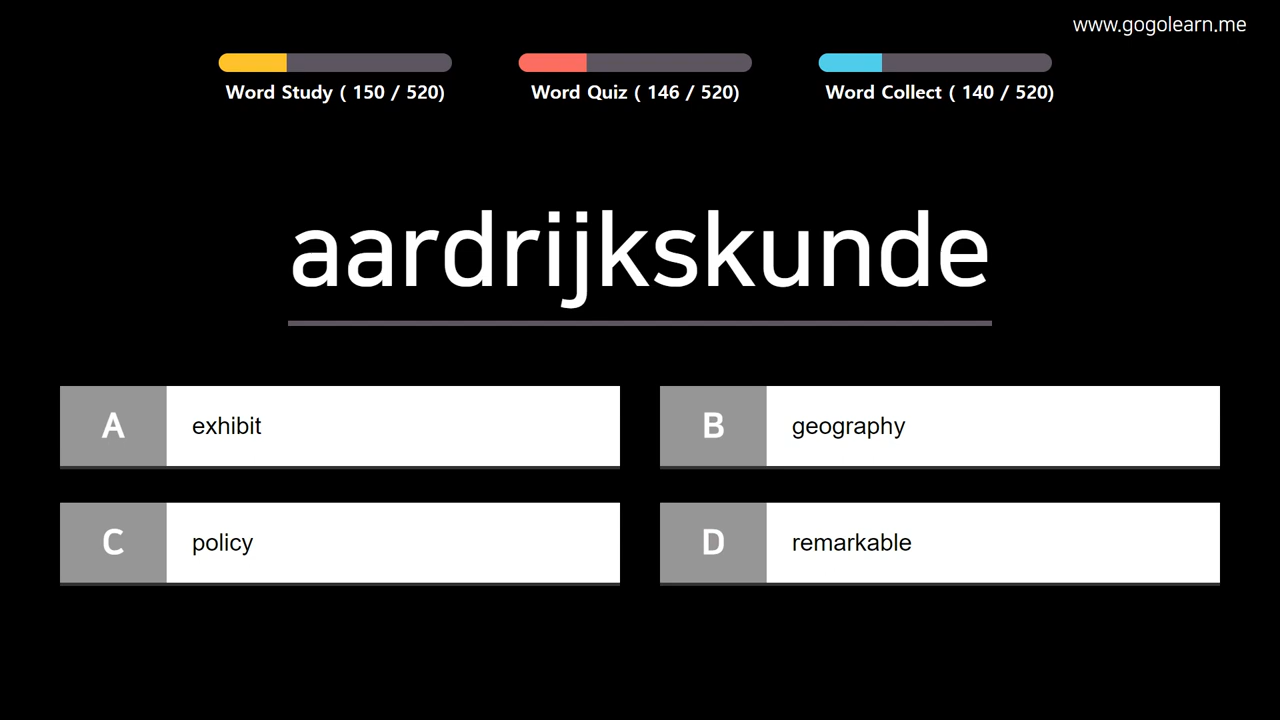 www.gogolearn.me
Word Study ( 150 / 520)
Word Quiz ( 146 / 520)
Word Collect ( 140 / 520)
aardrijkskunde
A exhibit
B geography
C policy
D remarkable